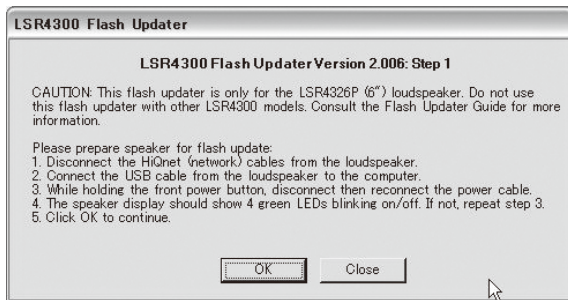 LSR4300 Flash Updater
LSR4300 Flash Updater Version 2.006: Step 1
CAUTION: This flash updater is only for the LSR4326P (6") loudspeaker. Do not use
this flash updater with other LSR4300 models. Consult the Flash Updater Guide for more
information.
Please prepare speaker for flash update:
1. Disconnect the HiQnet (network) cables from the loudspeaker.
2. Connect the USB cable from the loudspeaker to the computer.
3. While holding the front power button, disconnect then reconnect the power cable.
4. The speaker display should show 4 green LEDs blinking on/off. If not, repeat step 3.
5. Click OK to continue.
OK Close